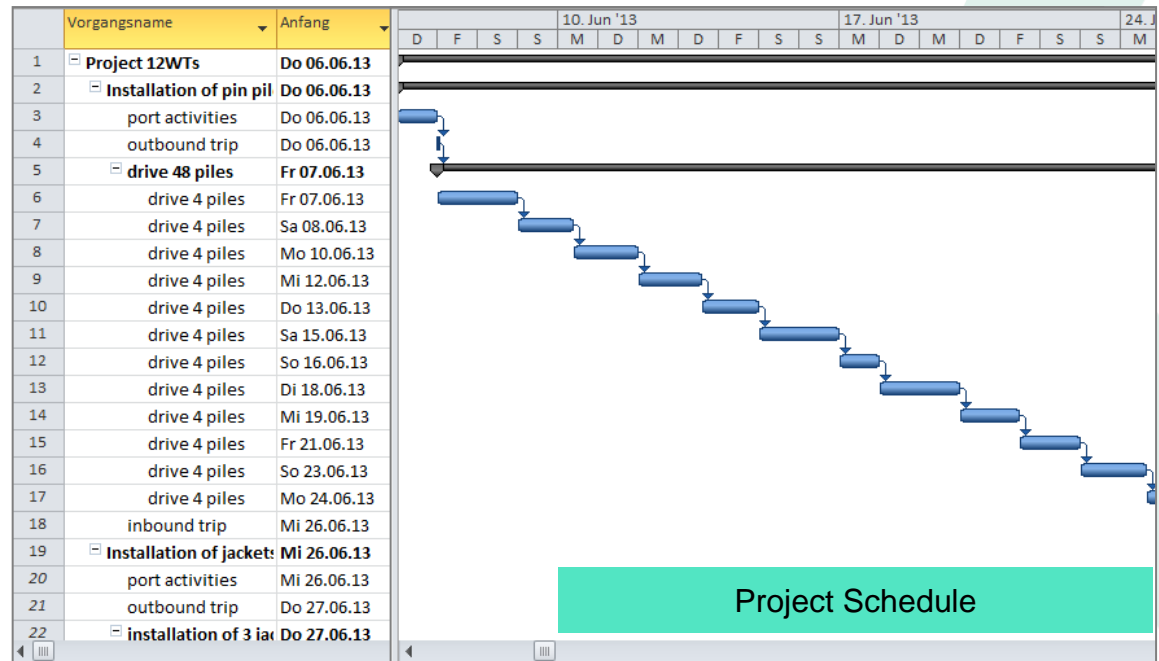 Vorgangsname Anfang 10. Jun '13 17. Jun '13 24. J
D F S S M D M D F S S M D M D F S S M
1 Project 12WTs Do 06.06.13
2 Installation of pin pil Do 06.06.13
3 port activities Do 06.06.13
4 outbound trip Do 06.06.13
5 drive 48 piles Fr 07.06.13
6 drive 4 piles Fr 07.06.13
7 drive 4 piles Sa 08.06.13
8 drive 4 piles Mo 10.06.13
9 drive 4 piles Mi 12.06.13
10 drive 4 piles Do 13.06.13
11 drive 4 piles Sa 15.06.13
12 drive 4 piles So 16.06.13
13 drive 4 piles Di 18.06.13
14 drive 4 piles Mi 19.06.13
15 drive 4 piles Fr 21.06.13
16 drive 4 piles So 23.06.13
17 drive 4 piles Mo 24.06.13
18 inbound trip Mi 26.06.13
19 Installation of jackets Mi 26.06.13
20 port activities Mi 26.06.13
21 outbound trip Do 27.06.13
22 installation of 3 jac Do 27.06.13
Project Schedule